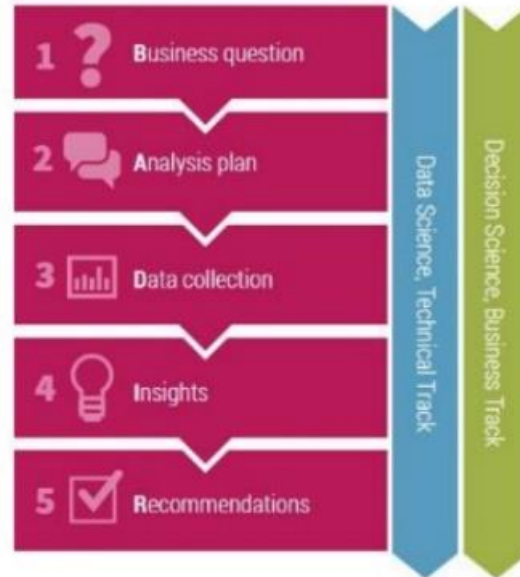 1 Business question
2 Analysis plan
3 Data collection
4 Insights
5 Recommendations
Data Science, Technical Track
Decision Science, Business Track